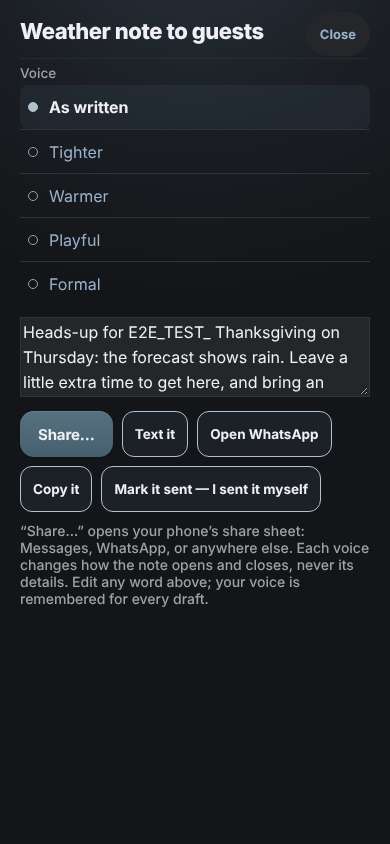 Weather note to guests
Close
Voice
As written
Tighter
Warmer
Playful
Formal
Heads-up for E2E_TEST_ Thanksgiving on
Thursday: the forecast shows rain. Leave a
little extra time to get here, and bring an
Share…
Text it
Open WhatsApp
Copy it
Mark it sent — I sent it myself
“Share…” opens your phone’s share sheet:
Messages, WhatsApp, or anywhere else. Each voice
changes how the note opens and closes, never its
details. Edit any word above; your voice is
remembered for every draft.